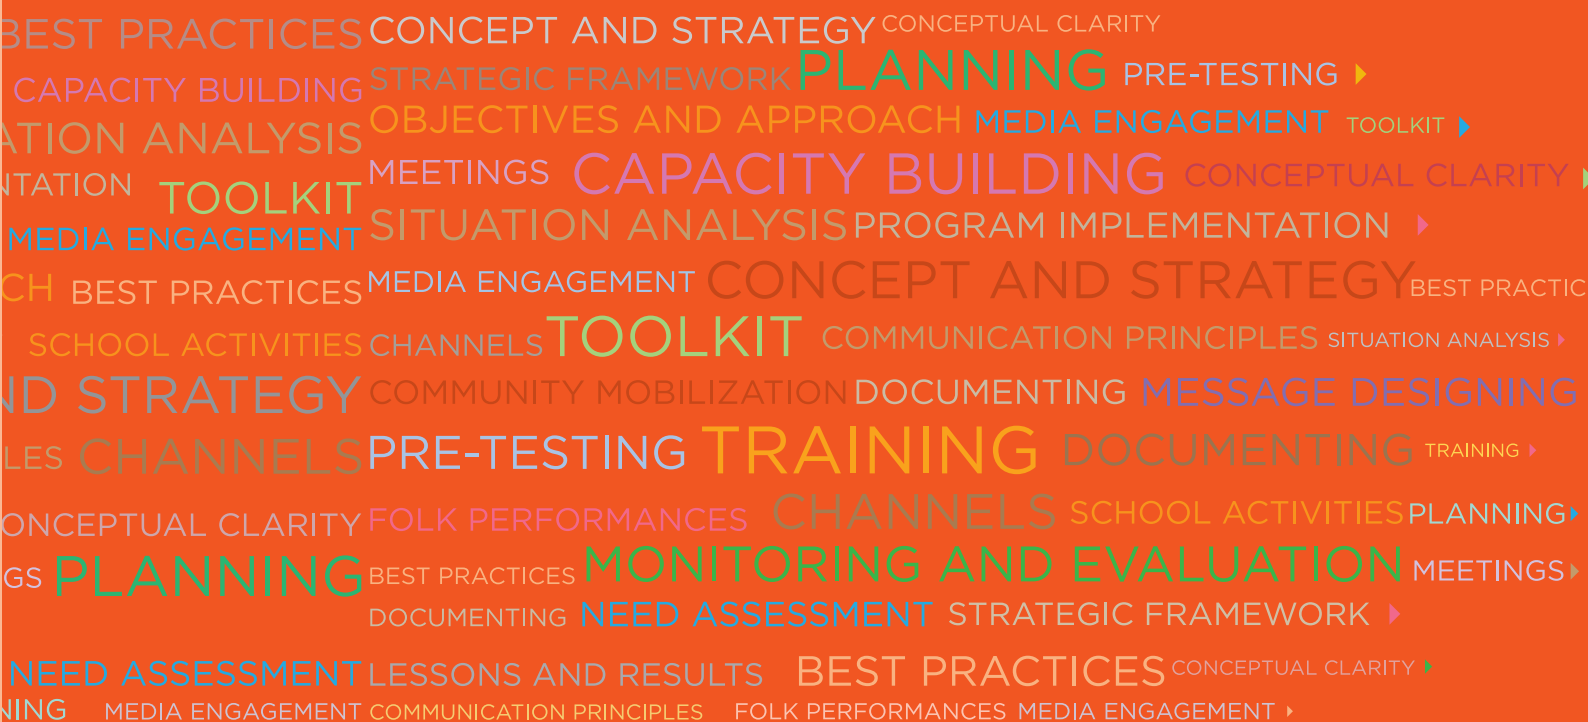 BEST PRACTICES CONCEPT AND STRATEGY CONCEPTUAL CLARITY
CAPACITY BUILDING STRATEGIC FRAMEWORK PLANNING PRE-TESTING
ATION ANALYSIS OBJECTIVES AND APPROACH MEDIA ENGAGEMENT TOOLKIT
NTATION TOOLKIT MEETINGS CAPACITY BUILDING CONCEPTUAL CLARITY
MEDIA ENGAGEMENT SITUATION ANALYSIS PROGRAM IMPLEMENTATION
CH BEST PRACTICES MEDIA ENGAGEMENT CONCEPT AND STRATEGY BEST PRACTIC
SCHOOL ACTIVITIES CHANNELS TOOLKIT COMMUNICATION PRINCIPLES SITUATION ANALYSIS
ND STRATEGY COMMUNITY MOBILIZATION DOCUMENTING MESSAGE DESIGNING
LES CHANNELS PRE-TESTING TRAINING DOCUMENTING TRAINING
ONCEPTUAL CLARITY FOLK PERFORMANCES CHANNELS SCHOOL ACTIVITIES PLANNING
GS PLANNING BEST PRACTICES MONITORING AND EVALUATION MEETINGS
DOCUMENTING NEED ASSESSMENT STRATEGIC FRAMEWORK
NEED ASSESSMENT LESSONS AND RESULTS BEST PRACTICES CONCEPTUAL CLARITY
NING MEDIA ENGAGEMENT COMMUNICATION PRINCIPLES FOLK PERFORMANCES MEDIA ENGAGEMENT